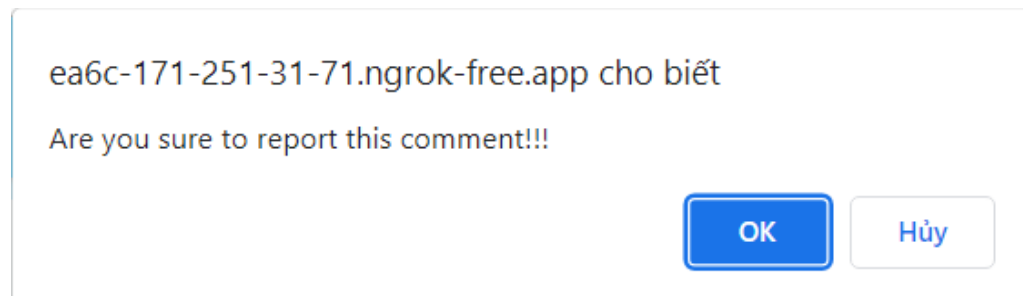 ea6c-171-251-31-71.ngrok-free.app cho biết
Are you sure to report this comment!!!
OK
Hủy